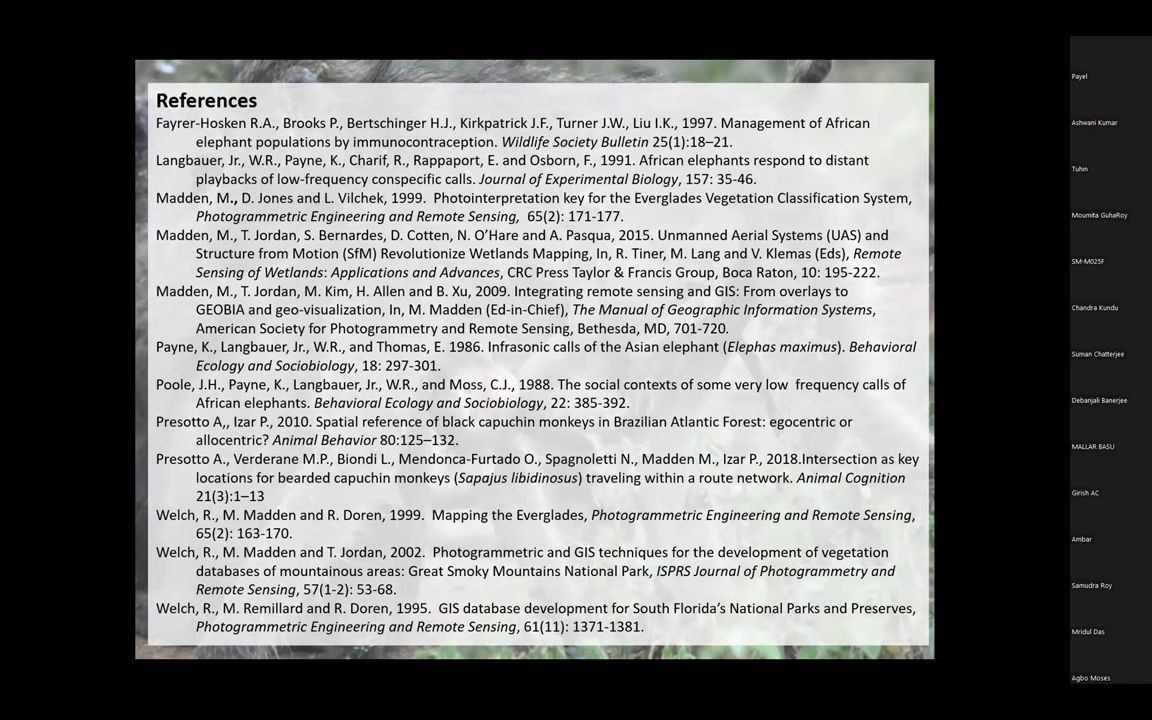 References
Fayrer-Hosken R.A., Brooks P., Bertschinger H.J., Kirkpatrick J.F., Turner J.W., Liu I.K., 1997. Management of African
elephant populations by immunocontraception. Wildlife Society Bulletin 25(1):18–21.
Langbauer, Jr., W.R., Payne, K., Charif, R., Rappaport, E. and Osborn, F., 1991. African elephants respond to distant
playbacks of low-frequency conspecific calls. Journal of Experimental Biology, 157: 35-46.
Madden, M., D. Jones and L. Vilchek, 1999. Photointerpretation key for the Everglades Vegetation Classification System,
Photogrammetric Engineering and Remote Sensing, 65(2): 171-177.
Madden, M., T. Jordan, S. Bernardes, D. Cotten, N. O’Hare and A. Pasqua, 2015. Unmanned Aerial Systems (UAS) and
Structure from Motion (SfM) Revolutionize Wetlands Mapping, In, R. Tiner, M. Lang and V. Klemas (Eds), Remote
Sensing of Wetlands: Applications and Advances, CRC Press Taylor & Francis Group, Boca Raton, 10: 195-222.
Madden, M., T. Jordan, M. Kim, H. Allen and B. Xu, 2009. Integrating remote sensing and GIS: From overlays to
GEOBIA and geo-visualization, In, M. Madden (Ed-in-Chief), The Manual of Geographic Information Systems,
American Society for Photogrammetry and Remote Sensing, Bethesda, MD, 701-720.
Payne, K., Langbauer, Jr., W.R., and Thomas, E. 1986. Infrasonic calls of the Asian elephant (Elephas maximus). Behavioral
Ecology and Sociobiology, 18: 297-301.
Poole, J.H., Payne, K., Langbauer, Jr., W.R., and Moss, C.J., 1988. The social contexts of some very low frequency calls of
African elephants. Behavioral Ecology and Sociobiology, 22: 385-392.
Presotto A,, Izar P., 2010. Spatial reference of black capuchin monkeys in Brazilian Atlantic Forest: egocentric or
allocentric? Animal Behavior 80:125–132.
Presotto A., Verderane M.P., Biondi L., Mendonca-Furtado O., Spagnoletti N., Madden M., Izar P., 2018.Intersection as key
locations for bearded capuchin monkeys (Sapajus libidinosus) traveling within a route network. Animal Cognition
21(3):1–13
Welch, R., M. Madden and R. Doren, 1999. Mapping the Everglades, Photogrammetric Engineering and Remote Sensing,
65(2): 163-170.
Welch, R., M. Madden and T. Jordan, 2002. Photogrammetric and GIS techniques for the development of vegetation
databases of mountainous areas: Great Smoky Mountains National Park, ISPRS Journal of Photogrammetry and
Remote Sensing, 57(1-2): 53-68.
Welch, R., M. Remillard and R. Doren, 1995. GIS database development for South Florida’s National Parks and Preserves,
Photogrammetric Engineering and Remote Sensing, 61(11): 1371-1381.
Payel
Ashwani Kumar
Tuhin
Moumita GuhaRoy
SM-M025F
Chandra Kundu
Suman Chatterjee
Debanjali Banerjee
MALLAR BASU
Girish AC
Ambar
Samudra Roy
Mridul Das
Agbo Moses